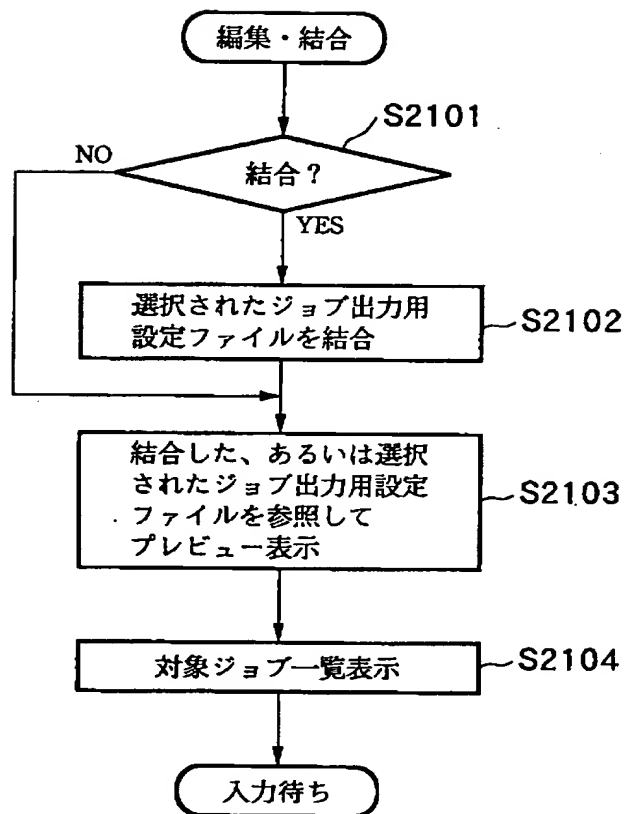 編集・結合
S2101
NO
結合？
YES
選択されたジョブ出力用
設定ファイルを結合
S2102
結合した、あるいは選択
されたジョブ出力用設定
ファイルを参照して
プレビュー表示
S2103
対象ジョブ一覧表示
S2104
入力待ち